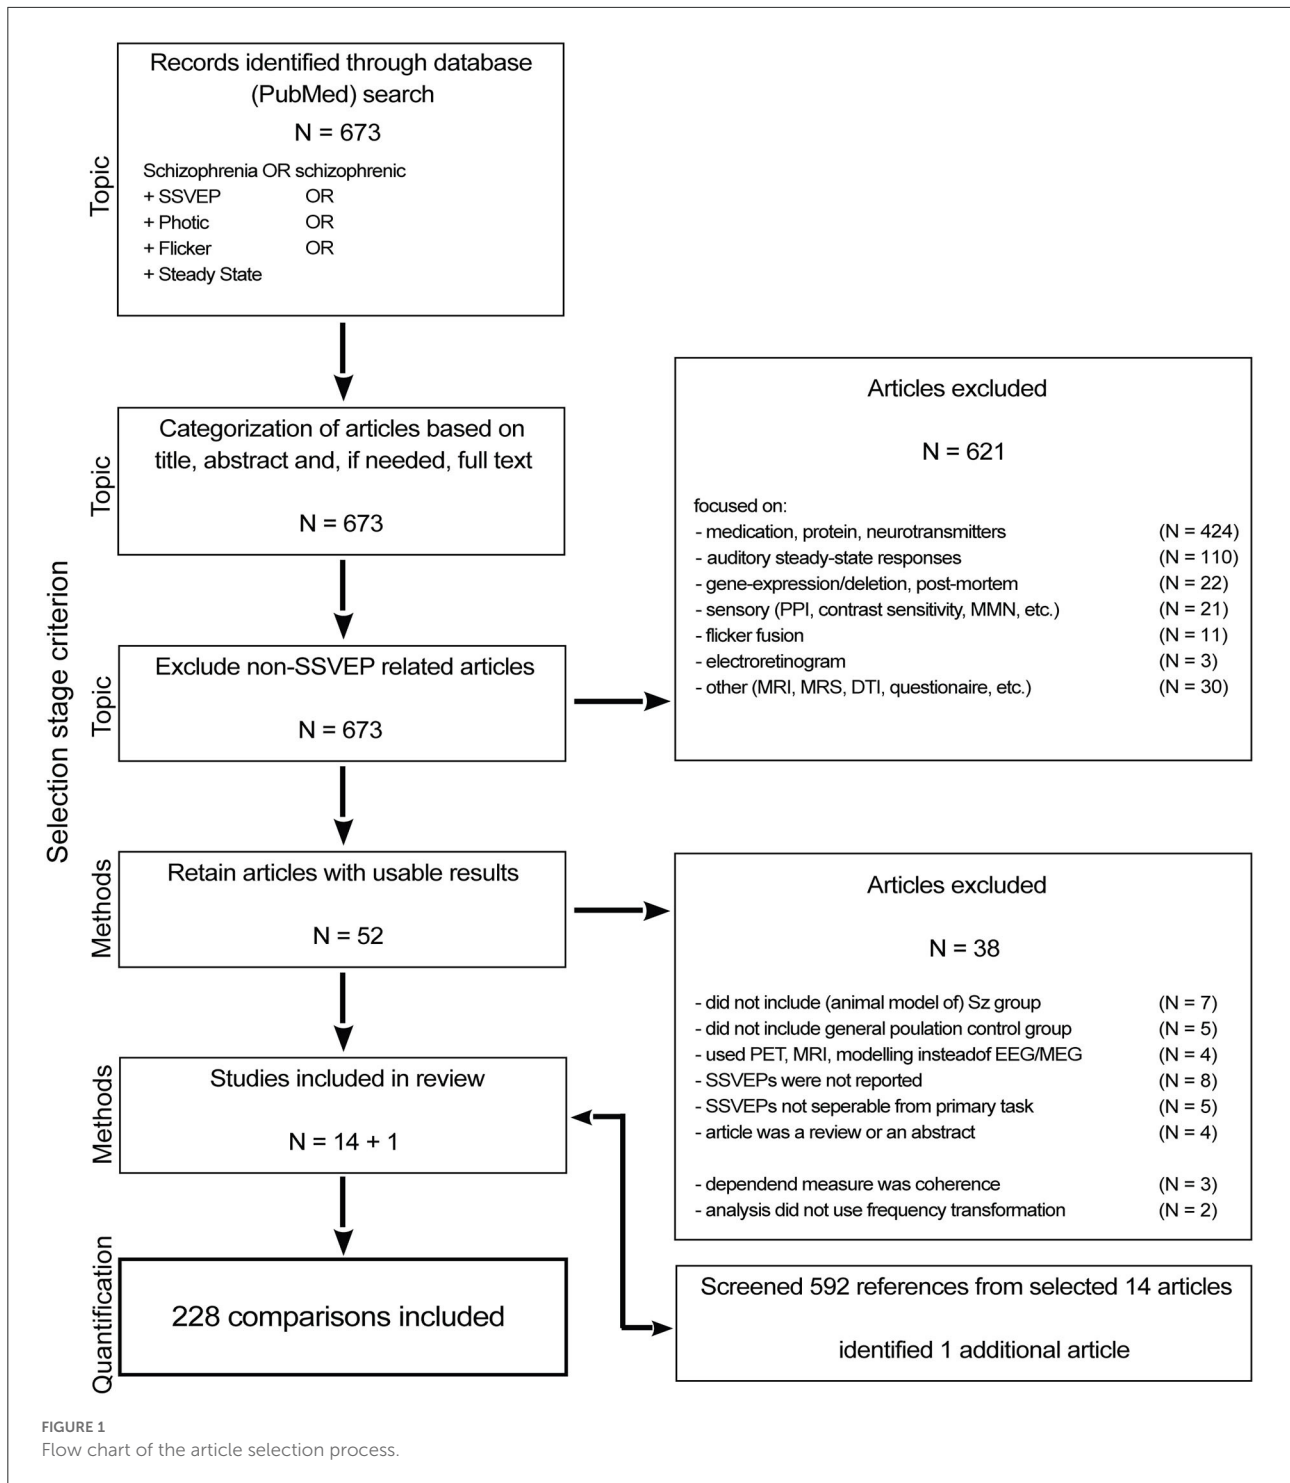 Records identified through database
(PubMed) search
N = 673
Schizophrenia OR schizophrenic
+ SSVEP OR
+ Photic OR
+ Flicker OR
+ Steady State
Topic
Categorization of articles based on
title, abstract and, if needed, full text
N = 673
Topic
Articles excluded
N = 621
focused on:
- medication, protein, neurotransmitters (N = 424)
- auditory steady-state responses (N = 110)
- gene-expression/deletion, post-mortem (N = 22)
- sensory (PPI, contrast sensitivity, MMN, etc.) (N = 21)
- flicker fusion (N = 11)
- electroretinogram (N = 3)
- other (MRI, MRS, DTI, questionaire, etc.) (N = 30)
Exclude non-SSVEP related articles
N = 673
Topic
Selection stage criterion
Retain articles with usable results
N = 52
Methods
Articles excluded
N = 38
- did not include (animal model of) Sz group (N = 7)
- did not include general poulation control group (N = 5)
- used PET, MRI, modelling insteadof EEG/MEG (N = 4)
- SSVEPs were not reported (N = 8)
- SSVEPs not seperable from primary task (N = 5)
- article was a review or an abstract (N = 4)
- dependend measure was coherence (N = 3)
- analysis did not use frequency transformation (N = 2)
Studies included in review
N = 14 + 1
Methods
Screened 592 references from selected 14 articles
identified 1 additional article
228 comparisons included
Quantification
FIGURE 1
Flow chart of the article selection process.